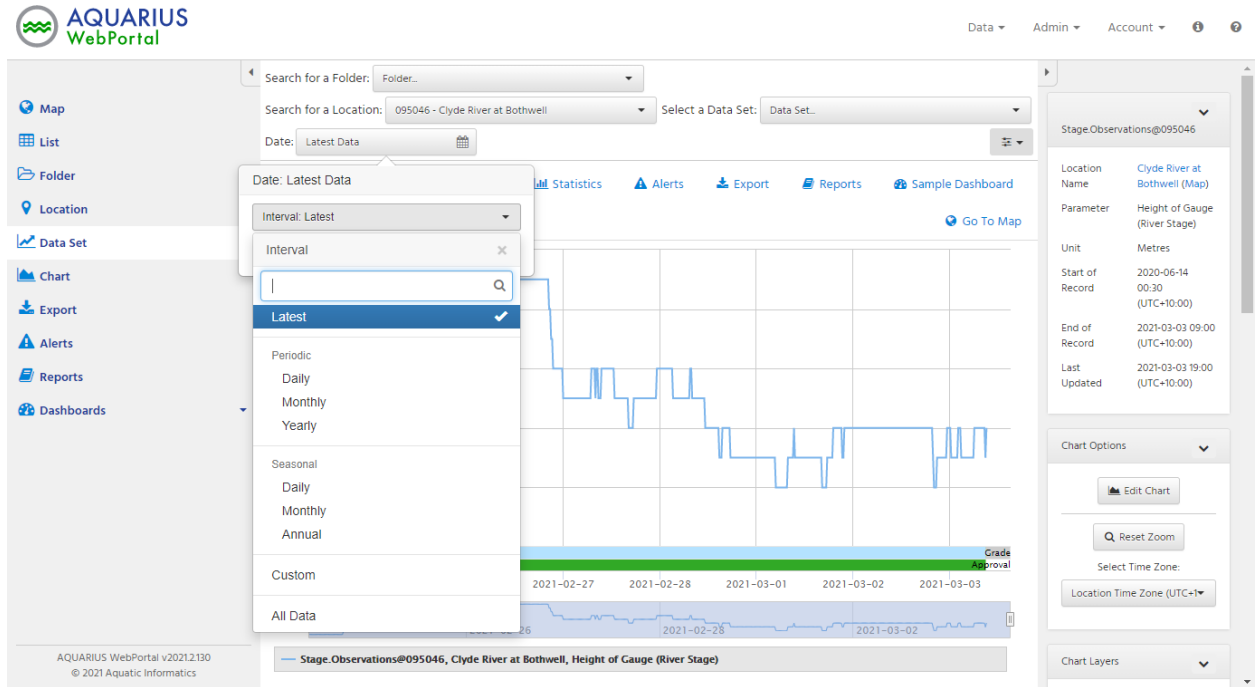 AQUARIUS
WebPortal
Data
Admin
Account
Map
List
Folder
Location
Data Set
Chart
Export
Alerts
Reports
Dashboards
AQUARIUS WebPortal v2021.2.130
© 2021 Aquatic Informatics
Search for a Folder: Folder...
Search for a Location: 095046 - Clyde River at Bothwell Select a Data Set: Data Set...
Date: Latest Data
Statistics Alerts Export Reports Sample Dashboard
Go To Map
Date: Latest Data
Interval: Latest
Interval
Latest
Periodic
Daily
Monthly
Yearly
Seasonal
Daily
Monthly
Annual
Custom
All Data
Grade
Approval
2021-02-27 2021-02-28 2021-03-01 2021-03-02 2021-03-03
2021-02-28 2021-03-02
Stage.Observations@095046, Clyde River at Bothwell, Height of Gauge (River Stage)
Stage.Observations@095046
Location Name
Clyde River at
Bothwell (Map)
Parameter
Height of Gauge
(River Stage)
Unit
Metres
Start of Record
2020-06-14
00:30
(UTC+10:00)
End of Record
2021-03-03 09:00
(UTC+10:00)
Last Updated
2021-03-03 19:00
(UTC+10:00)
Chart Options
Edit Chart
Reset Zoom
Select Time Zone:
Location Time Zone (UTC+1
Chart Layers